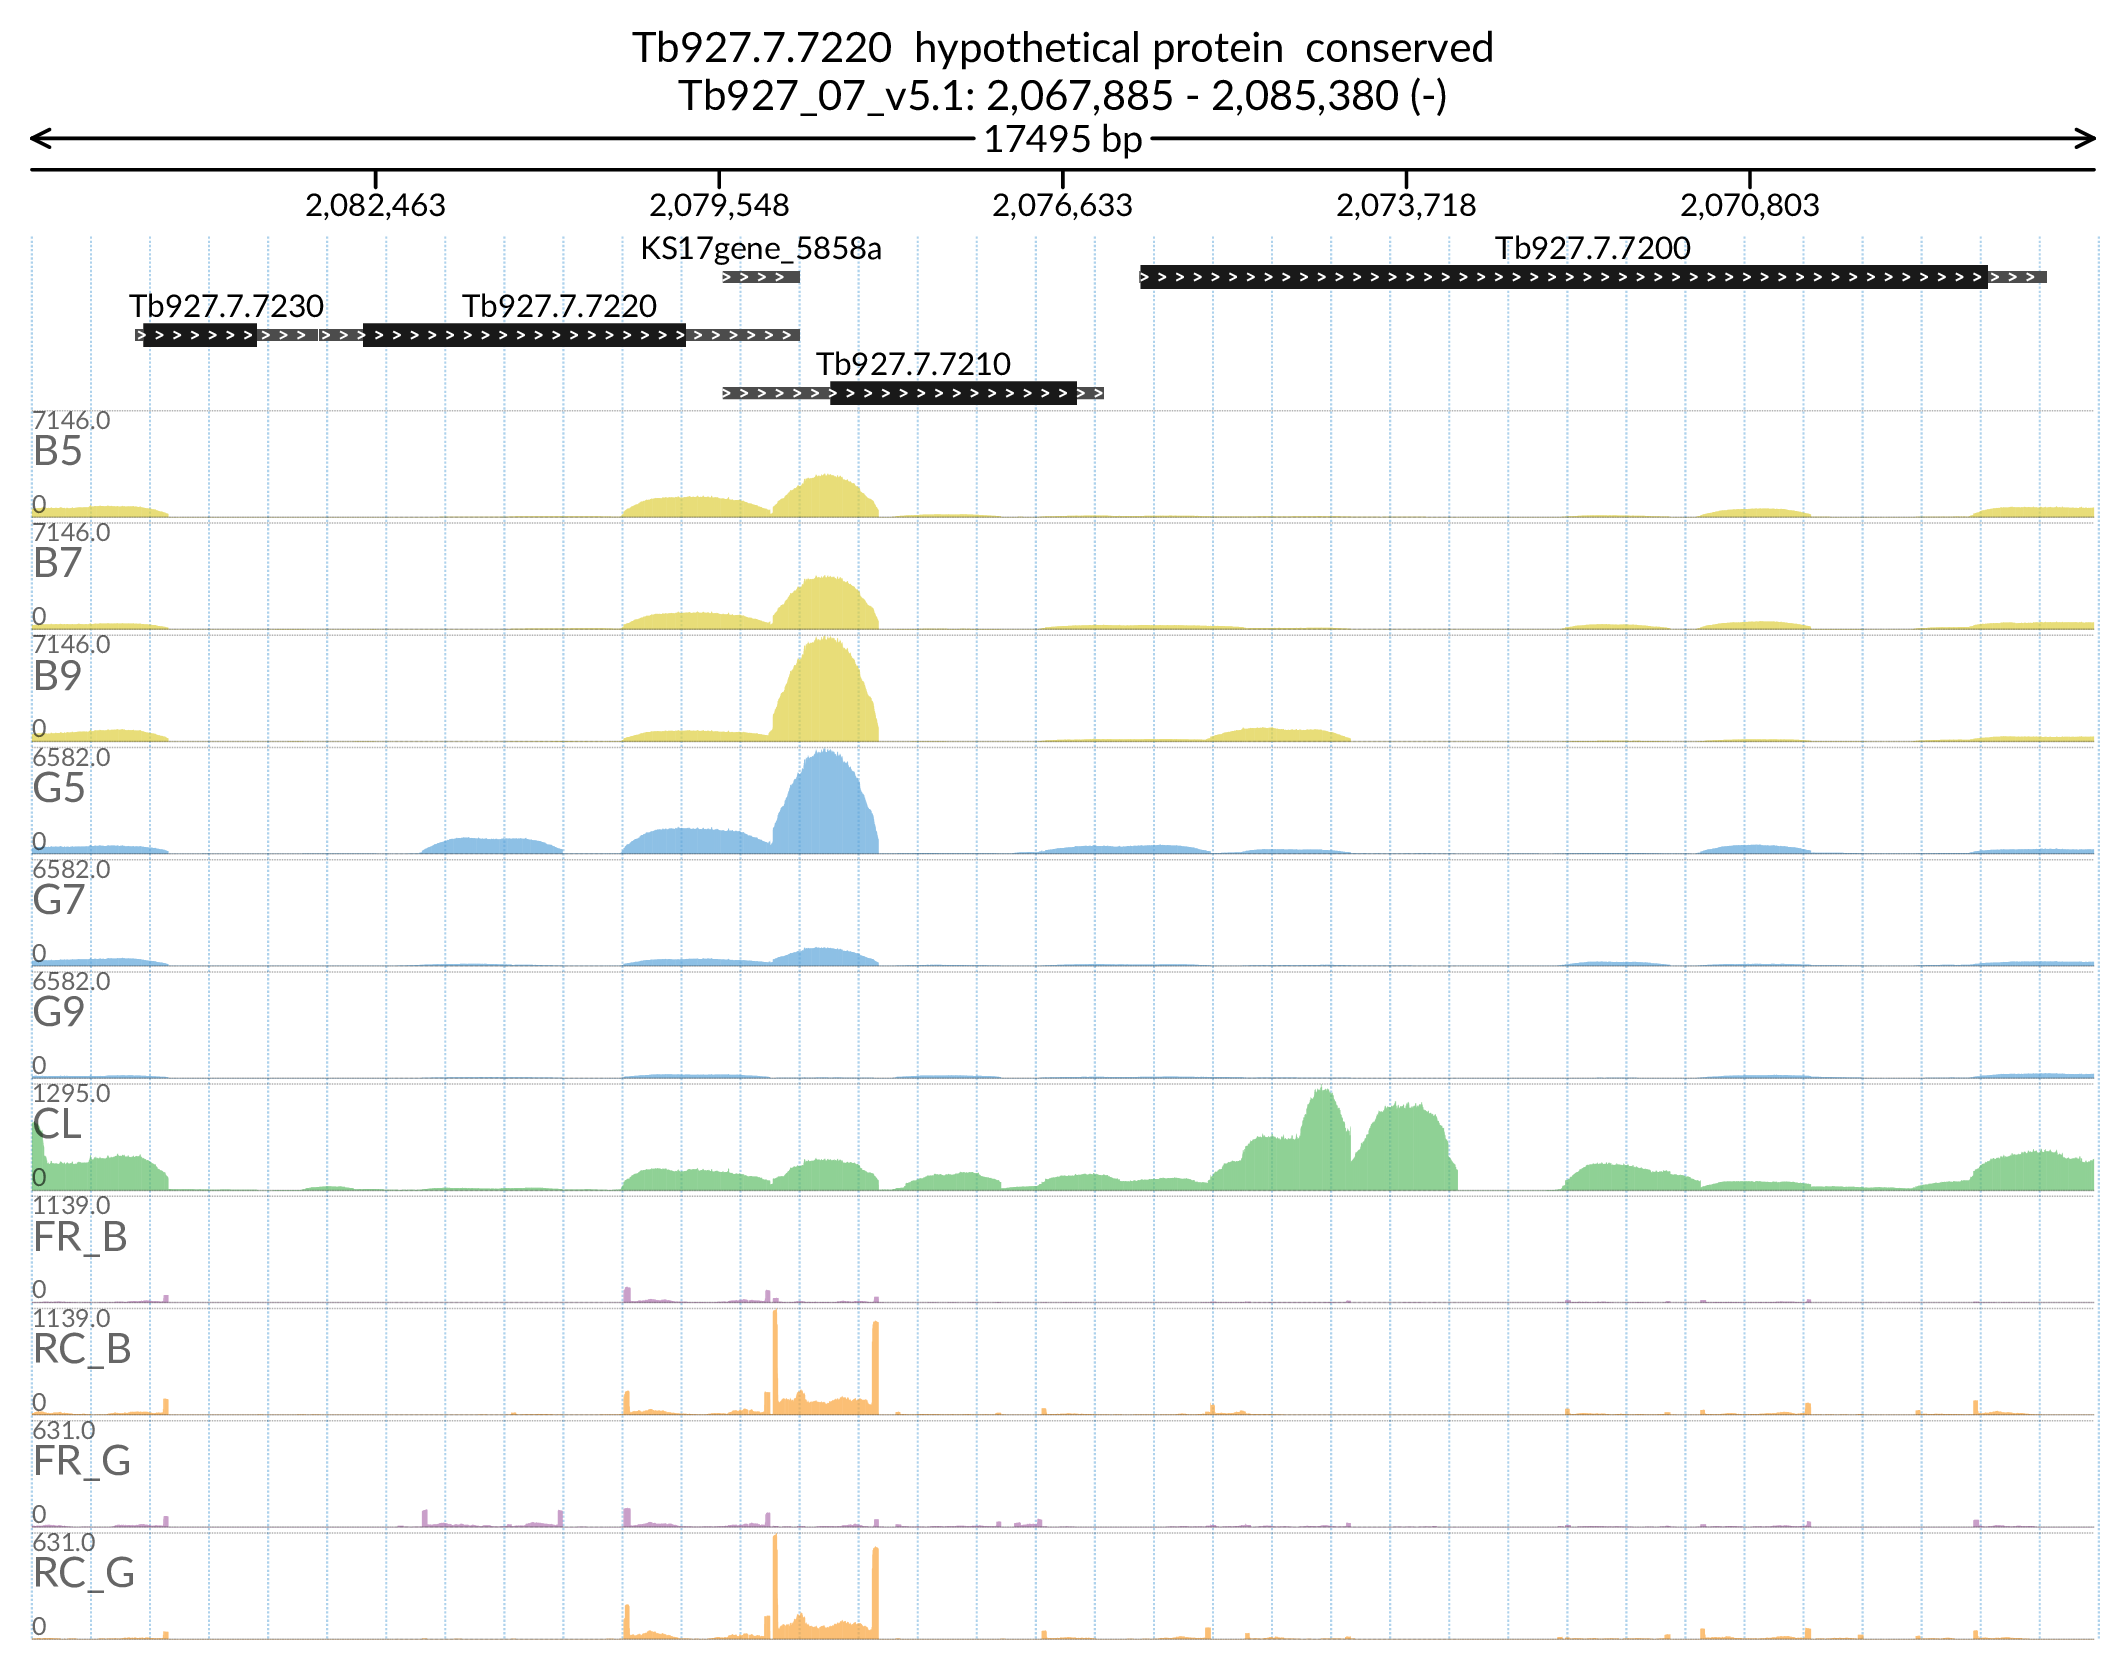 Tb927.7.7220 hypothetical protein conserved
Tb927_07_v5.1: 2,067,885 - 2,085,380 (-)
17495 bp
2,082,463 2,079,548 2,076,633 2,073,718 2,070,803
KS17gene_5858a Tb927.7.7200
Tb927.7.7230 Tb927.7.7220
Tb927.7.7210
7146.0
B5
0
7146.0
B7
0
7146.0
B9
0
6582.0
G5
0
6582.0
G7
0
6582.0
G9
0
1295.0
CL
0
1139.0
FR_B
0
1139.0
RC_B
0
631.0
FR_G
0
631.0
RC_G
0